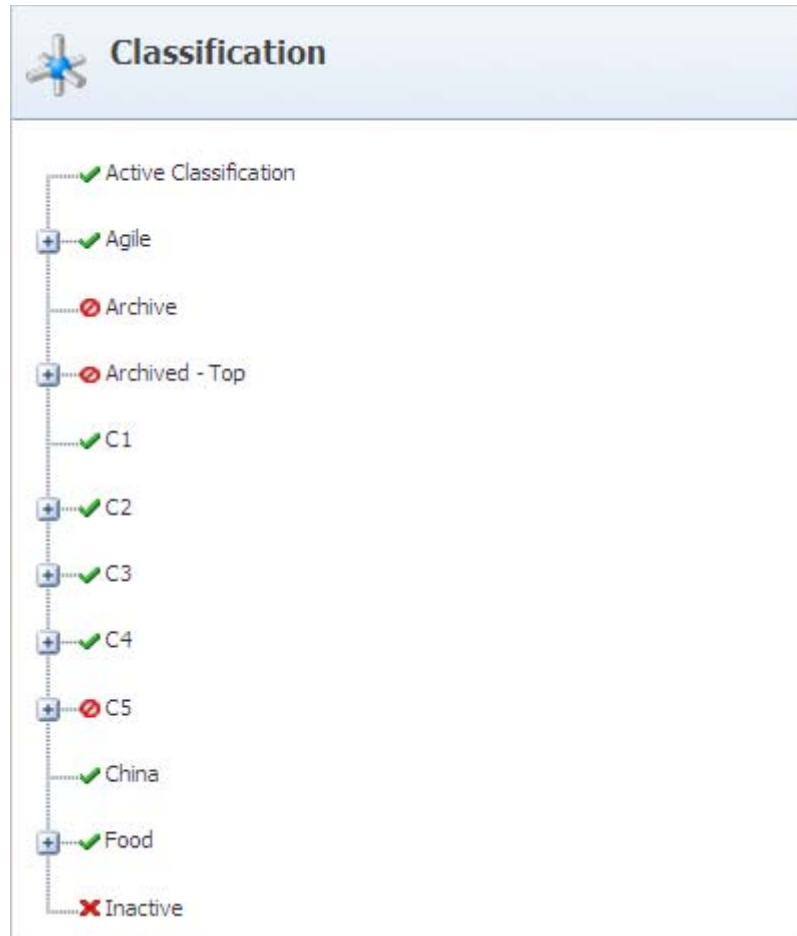 Classification
Active Classification
Agile
Archive
Archived - Top
C1
C2
C3
C4
C5
China
Food
Inactive